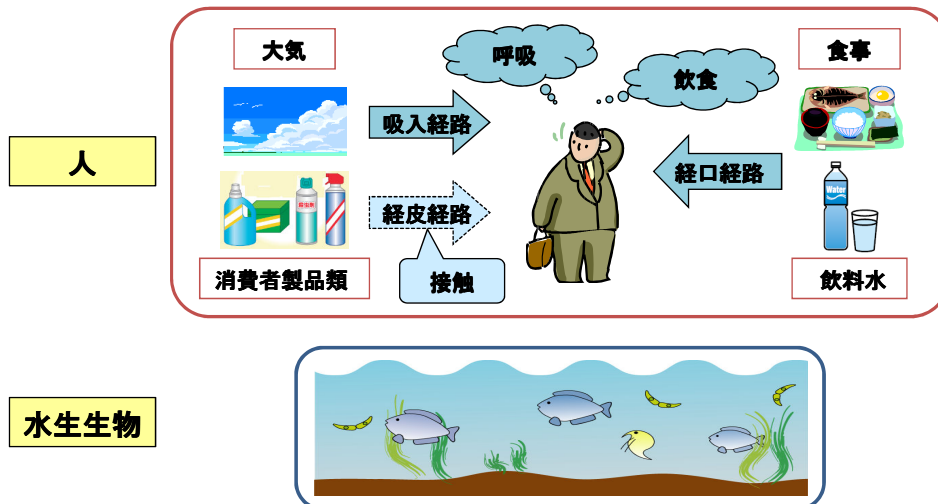 大気
呼吸
食事
飲食
吸入経路
人
経口経路
Water
経皮経路
消費者製品類
接触
飲料水
水生生物